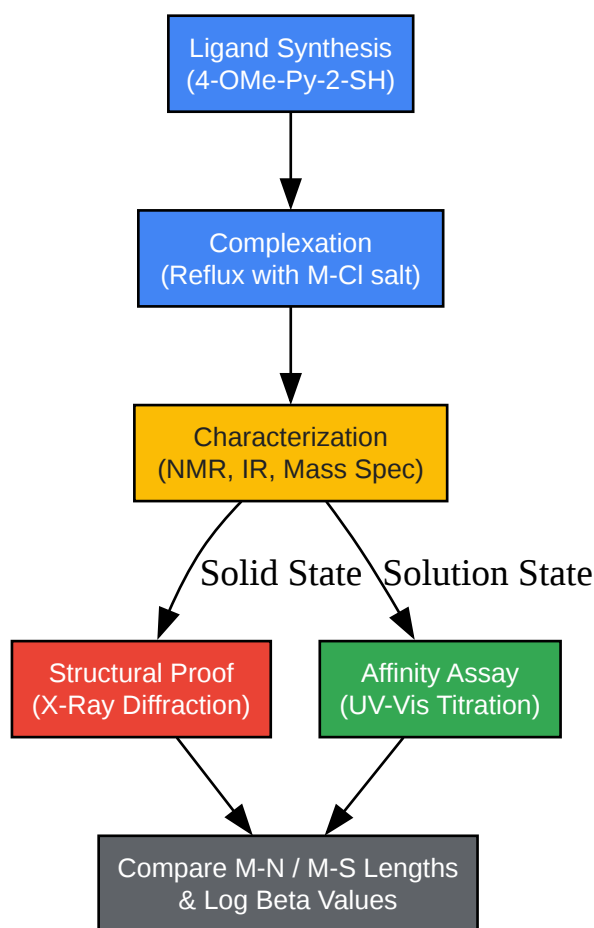 Ligand Synthesis
(4-OMe-Py-2-SH)
Complexation
(Reflux with M-Cl salt)
Characterization
(NMR, IR, Mass Spec)
Solid State
Solution State
Structural Proof
(X-Ray Diffraction)
Affinity Assay
(UV-Vis Titration)
Compare M-N / M-S Lengths
& Log Beta Values